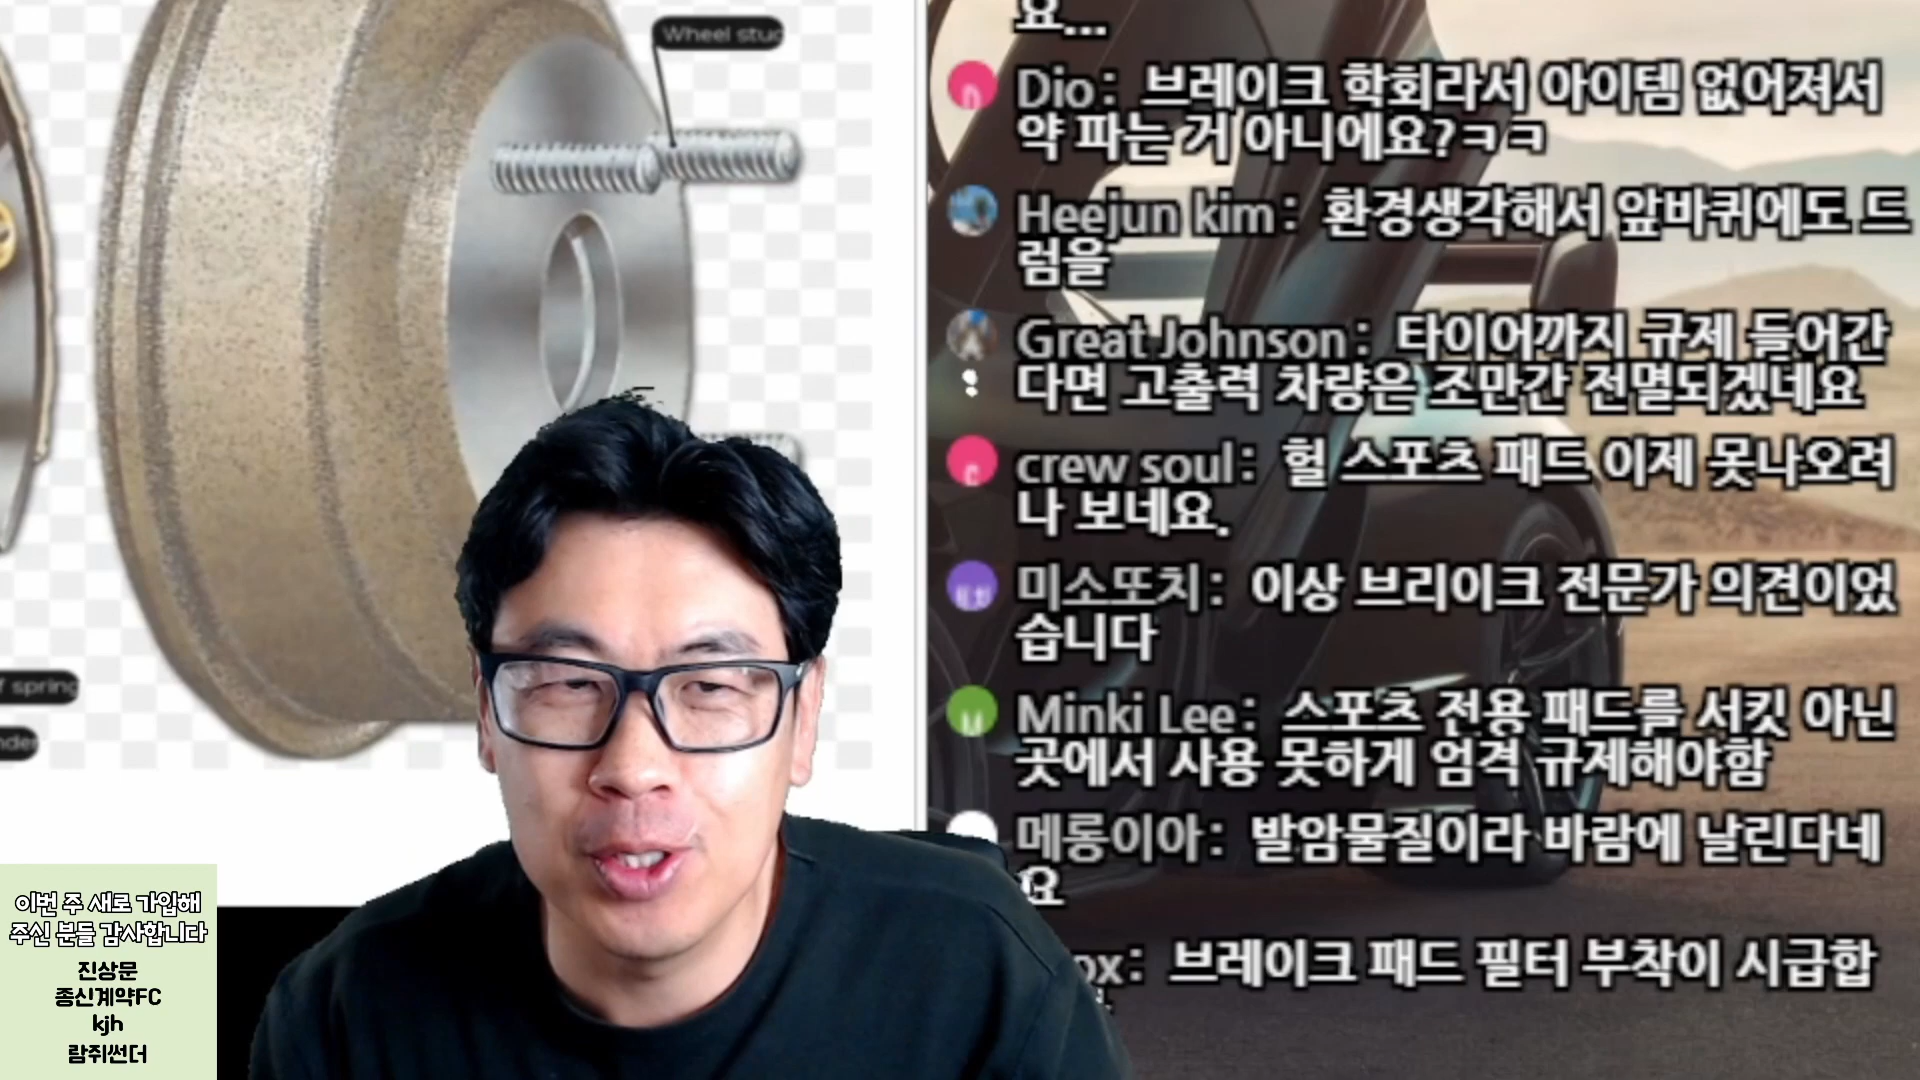 Wheel stud
요...
Dio: 브레이크 학회라서 아이템 없어져서
약 파는 거 아니에요?ㅋㅋ
Heejun kim: 환경생각해서 앞바퀴에도 드
럼을
Great Johnson: 타이어까지 규제 들어간
다면 고출력 차량은 조만간 전멸되겠네요
crew soul: 헐 스포츠 패드 이제 못나오려
나 보네요.
미소또치: 이상 브리이크 전문가 의견이었
습니다
Minki Lee: 스포츠 전용 패드를 서킷 아닌
곳에서 사용 못하게 엄격 규제해야함
메롱이아: 발암물질이라 바람에 날린다네
요
ox: 브레이크 패드 필터 부착이 시급합
f spring
nder
이번 주 새로 가입해
주신 분들 감사합니다
진상문
종신계약FC
kjh
람쥐썬더